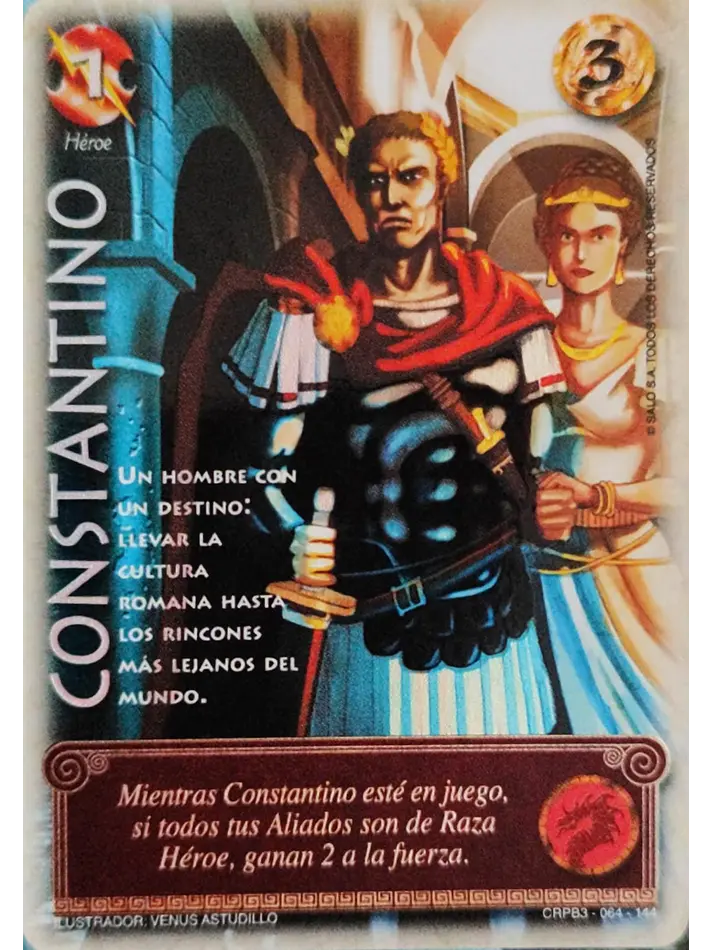 1
3
Héroe
CONSTANTINO
© SALO S.A. TODOS LOS DERECHOS RESERVADOS
UN HOMBRE CON
UN DESTINO:
LLEVAR LA
CULTURA
ROMANA HASTA
LOS RINCONES
MÁS LEJANOS DEL
MUNDO.
Mientras Constantino esté en juego,
si todos tus Aliados son de Raza
Héroe, ganan 2 a la fuerza.
ILUSTRADOR: VENUS ASTUDILLO
CRPB3 - 064 - 144